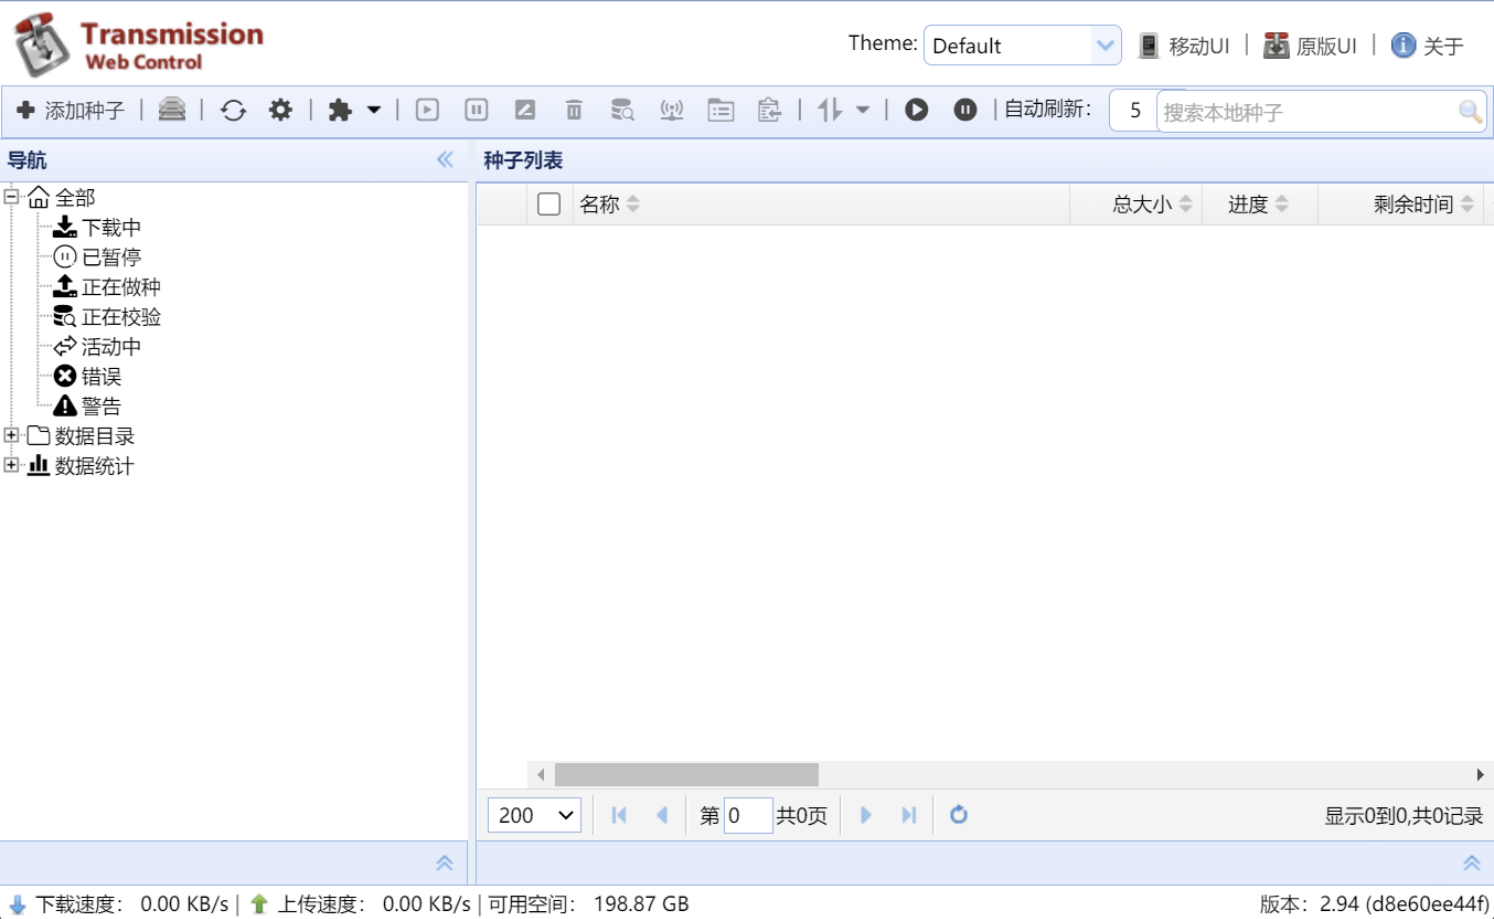 Transmission
Web Control
Theme: Default 移动UI | 原版UI | 关于
添加种子 自动刷新： 5 搜索本地种子
导航
种子列表
名称 总大小 进度 剩余时间
全部
下载中
已暂停
正在做种
正在校验
活动中
错误
警告
数据目录
数据统计
200 第 0 共0页 显示0到0,共0记录
下载速度： 0.00 KB/s | 上传速度： 0.00 KB/s | 可用空间： 198.87 GB 版本： 2.94 (d8e60ee44f)